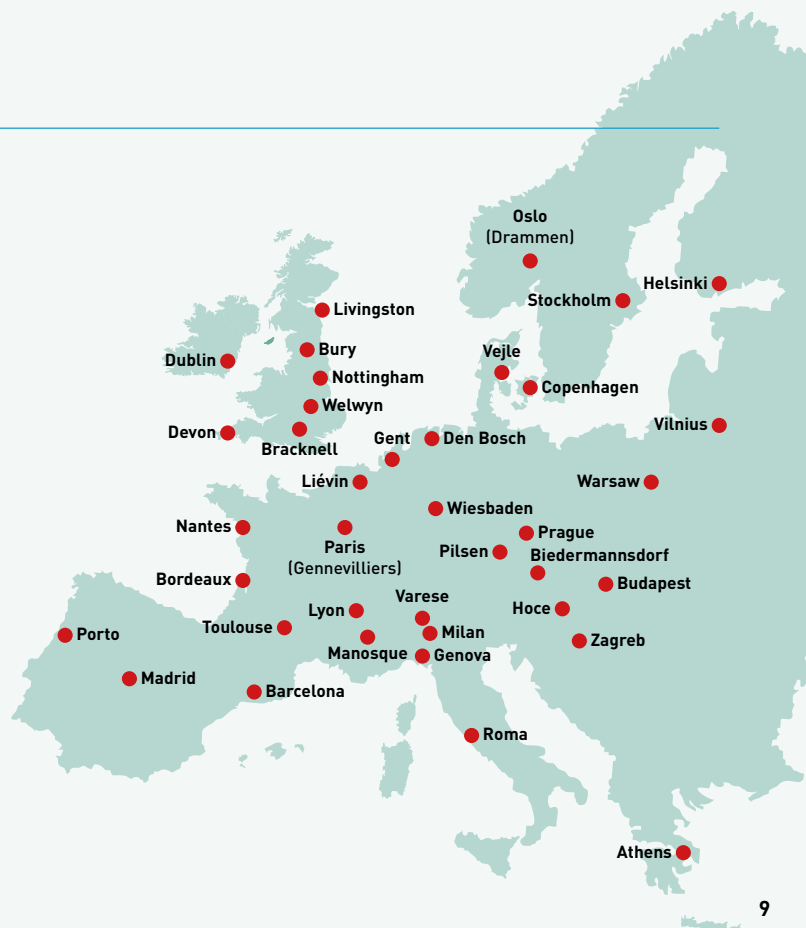 Oslo
(Drammen)
Helsinki
Stockholm
Livingston
Bury
Vejle
Dublin
Nottingham
Copenhagen
Welwyn
Vilnius
Devon
Gent
Den Bosch
Bracknell
Liévin
Warsaw
Wiesbaden
Nantes
Prague
Paris
(Gennevilliers)
Pilsen
Biedermannsdorf
Bordeaux
Budapest
Varese
Lyon
Hoce
Toulouse
Milan
Porto
Zagreb
Manosque
Genova
Madrid
Barcelona
Roma
Athens
9